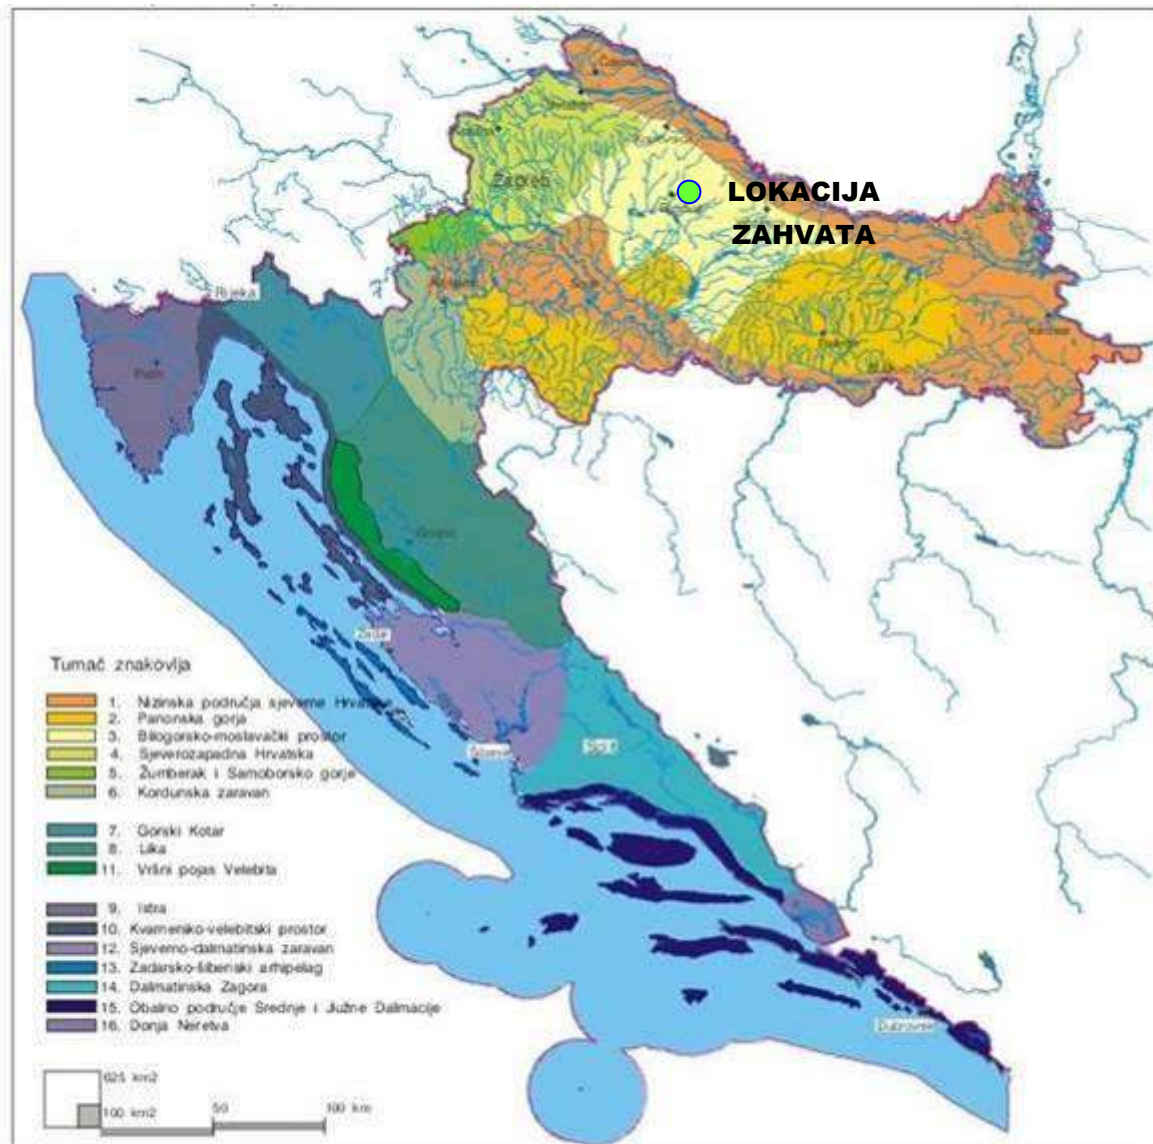 Zagreb
LOKACIJA
ZAHVATA
Rijeka
Zadar
Split
Dubrovnik
Tumač znakovlja
1. Nizinska područja sjeverne Hrvatske
2. Panonska gorja
3. Bilogorsko-moslavački prostor
4. Sjeverozapadna Hrvatska
5. Žumberak i Samoborsko gorje
6. Kordunska zaravan
7. Gorski Kotar
8. Lika
11. Vršni pojas Velebita
9. Istra
10. Kvarnersko-velebitski prostor
12. Sjeverno-dalmatinska zaravan
13. Zadarsko-šibenski arhipelag
14. Dalmatinska Zagora
15. Obalno područje Srednje i Južne Dalmacije
16. Donja Neretva
625 km2
100 km2
50
100 km